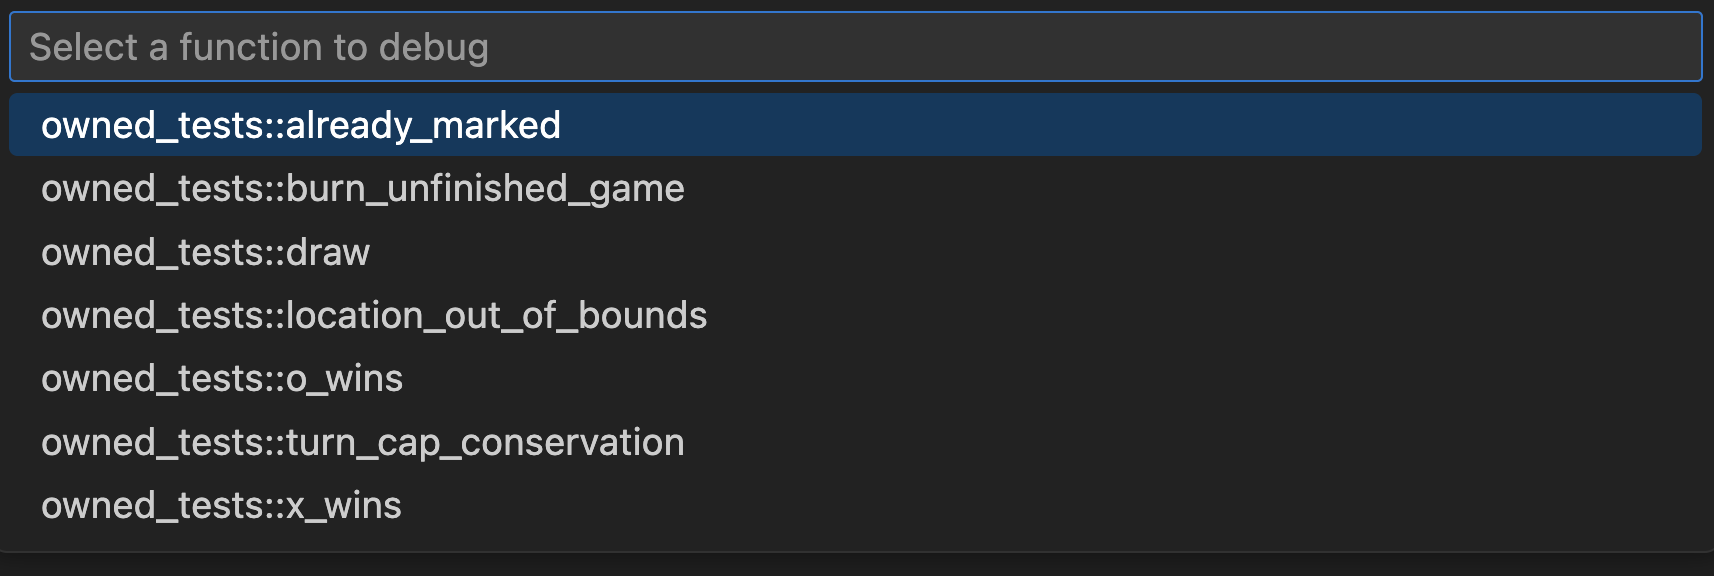 Select a function to debug
owned_tests::already_marked
owned_tests::burn_unfinished_game
owned_tests::draw
owned_tests::location_out_of_bounds
owned_tests::o_wins
owned_tests::turn_cap_conservation
owned_tests::x_wins